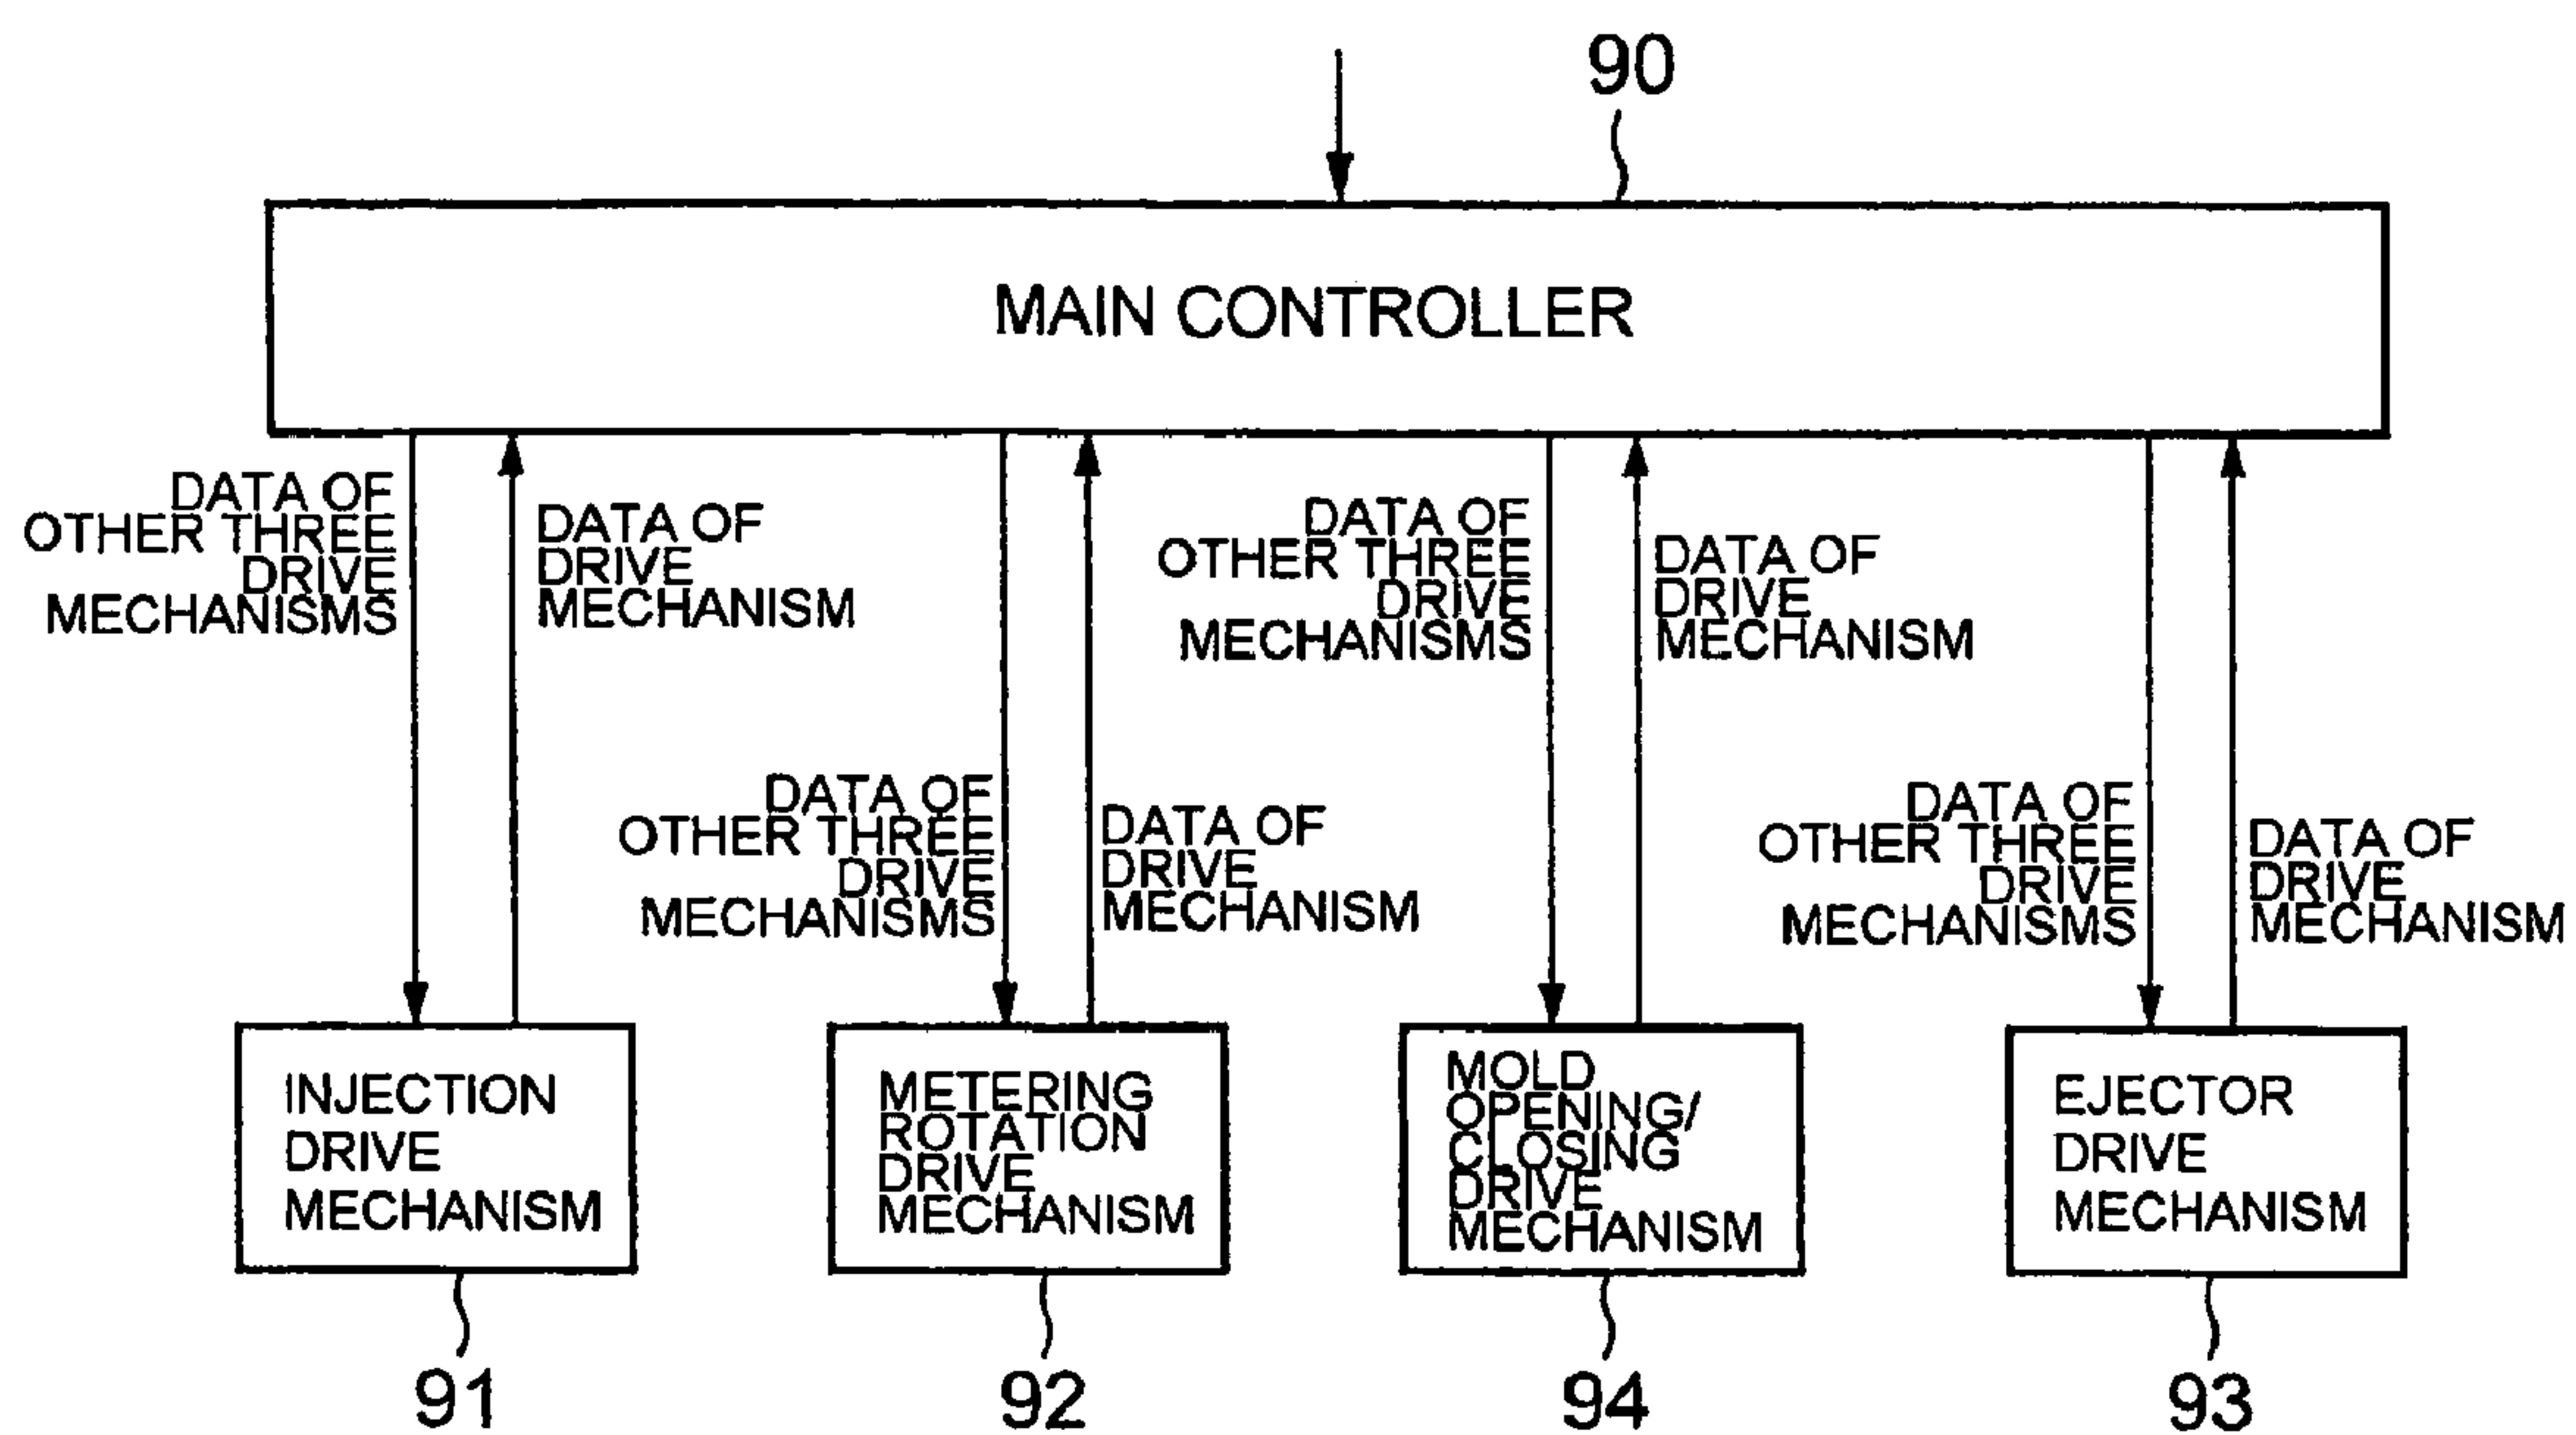 90
MAIN CONTROLLER
DATA OF
OTHER THREE
DRIVE
MECHANISMS
DATA OF
DRIVE
MECHANISM
DATA OF
OTHER THREE
DRIVE
MECHANISMS
DATA OF
DRIVE
MECHANISM
DATA OF
OTHER THREE
DRIVE
MECHANISMS
DATA OF
DRIVE
MECHANISM
DATA OF
OTHER THREE
DRIVE
MECHANISMS
DATA OF
DRIVE
MECHANISM
INJECTION
DRIVE
MECHANISM
METERING
ROTATION
DRIVE
MECHANISM
MOLD
OPENING/
CLOSING
DRIVE
MECHANISM
EJECTOR
DRIVE
MECHANISM
91
92
94
93